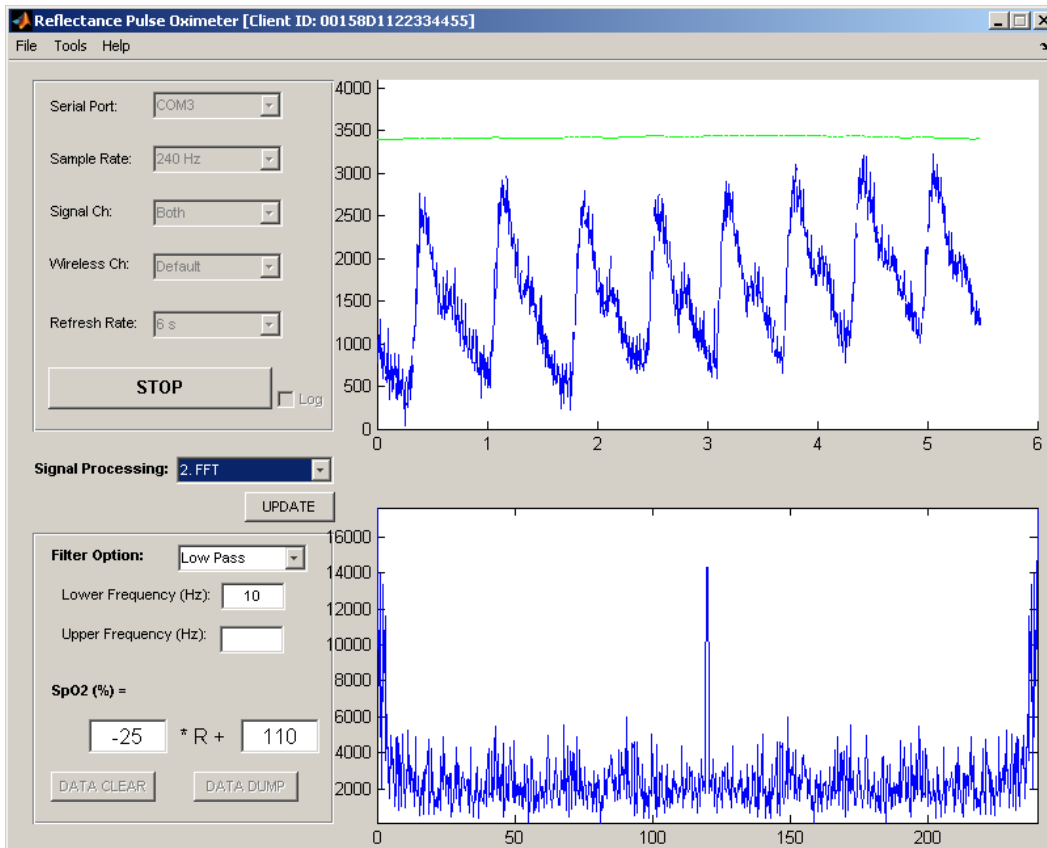 Reflectance Pulse Oximeter [Client ID: 00158D1122334455]
File Tools Help
Serial Port: COM3
Sample Rate: 240 Hz
Signal Ch: Both
Wireless Ch: Default
Refresh Rate: 6 s
STOP
Log
Signal Processing: 2. FFT
UPDATE
Filter Option: Low Pass
Lower Frequency (Hz): 10
Upper Frequency (Hz):
SpO2 (%) =
-25 * R + 110
DATA CLEAR DATA DUMP
4000
3500
3000
2500
2000
1500
1000
500
0
0 1 2 3 4 5 6
16000
14000
12000
10000
8000
6000
4000
2000
0 50 100 150 200